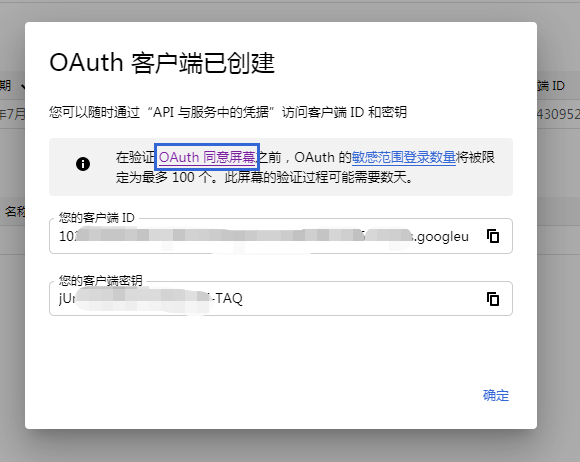 OAuth 客户端已创建
期
端 ID
您可以随时通过“API 与服务中的凭据”访问客户端 ID 和密钥
年7月
430952
在验证 OAuth 同意屏幕之前，OAuth 的敏感范围登录数量将被限
定为最多 100 个。此屏幕的验证过程可能需要数天。
名称
您的客户端 ID
102 s.googleu
您的客户端密钥
jUr -TAQ
确定